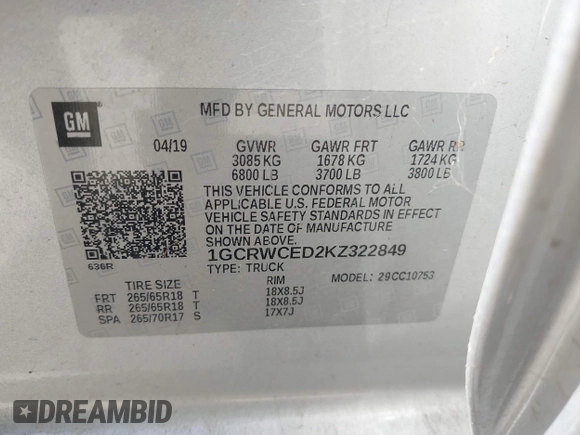 GM
MFD BY GENERAL MOTORS LLC
04/19 GVWR GAWR FRT GAWR RR
3085 KG 1678 KG 1724 KG
6800 LB 3700 LB 3800 LB
THIS VEHICLE CONFORMS TO ALL
APPLICABLE U.S. FEDERAL MOTOR
VEHICLE SAFETY STANDARDS IN EFFECT
ON THE DATE OF MANUFACTURE
SHOWN ABOVE.
636R
1GCRWCED2KZ322849
TYPE: TRUCK
TIRE SIZE RIM MODEL: 29CC10753
FRT 265/65R18 T 18X8.5J
RR 265/65R18 T 18X8.5J
SPA 265/70R17 S 17X7J
DREAMBID